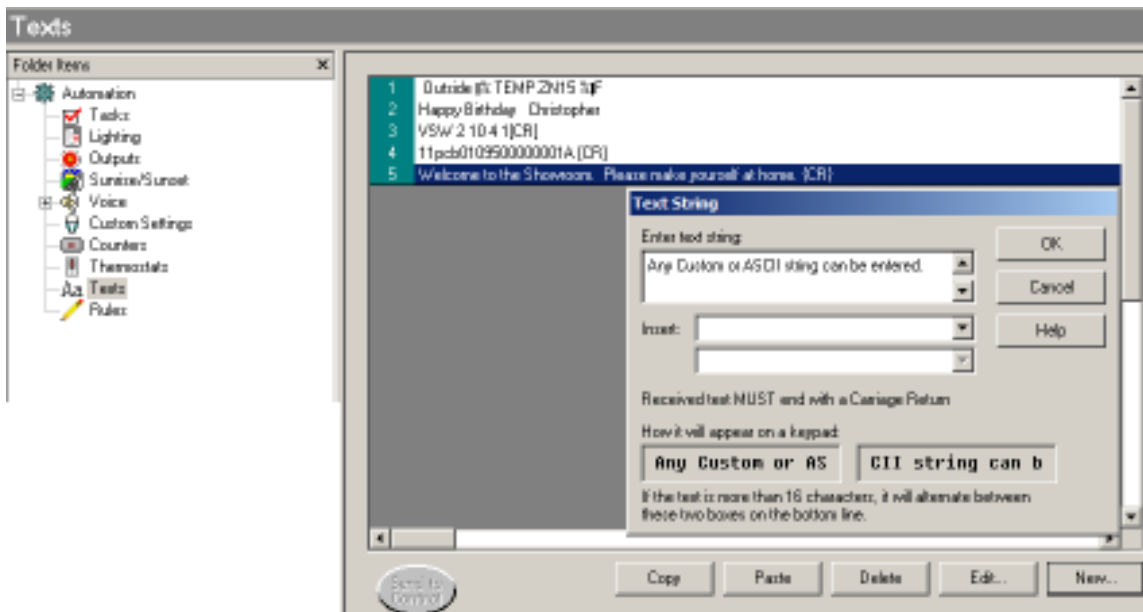 Texts
Folder Items
Automation
Tasks
Lighting
Outputs
Sunrise/Sunset
Voice
Custom Settings
Counters
Thermostats
Aa Texts
Rules
1 Outside TEMP ZN15
2 Happy Birthday Christopher
3 VSW 2 10 4 1[CR]
4
5 Welcome to the Showroom. Please make yourself at home. {CR}
Text String
Enter text string:
Any Custom or ASCII string can be entered.
OK
Cancel
Insert:
Help
Received text MUST end with a Carriage Return
How it will appear on a keypad:
Any Custom or AS CII string can b
If the text is more than 16 characters, it will alternate between
these two boxes on the bottom line.
Send to
Control
Copy Paste Delete Edit... New...